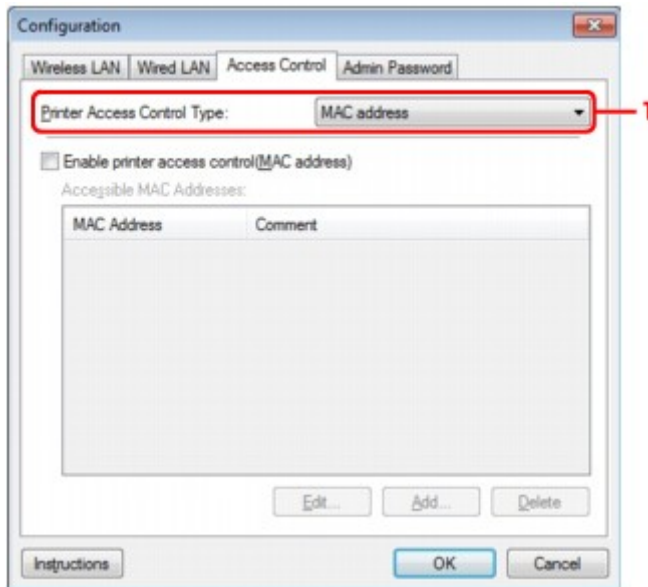 Configuration
Wireless LAN Wired LAN Access Control Admin Password
Printer Access Control Type: MAC address 1
Enable printer access control(MAC address)
Accessible MAC Addresses:
MAC Address Comment
Edit... Add... Delete
Instructions OK Cancel